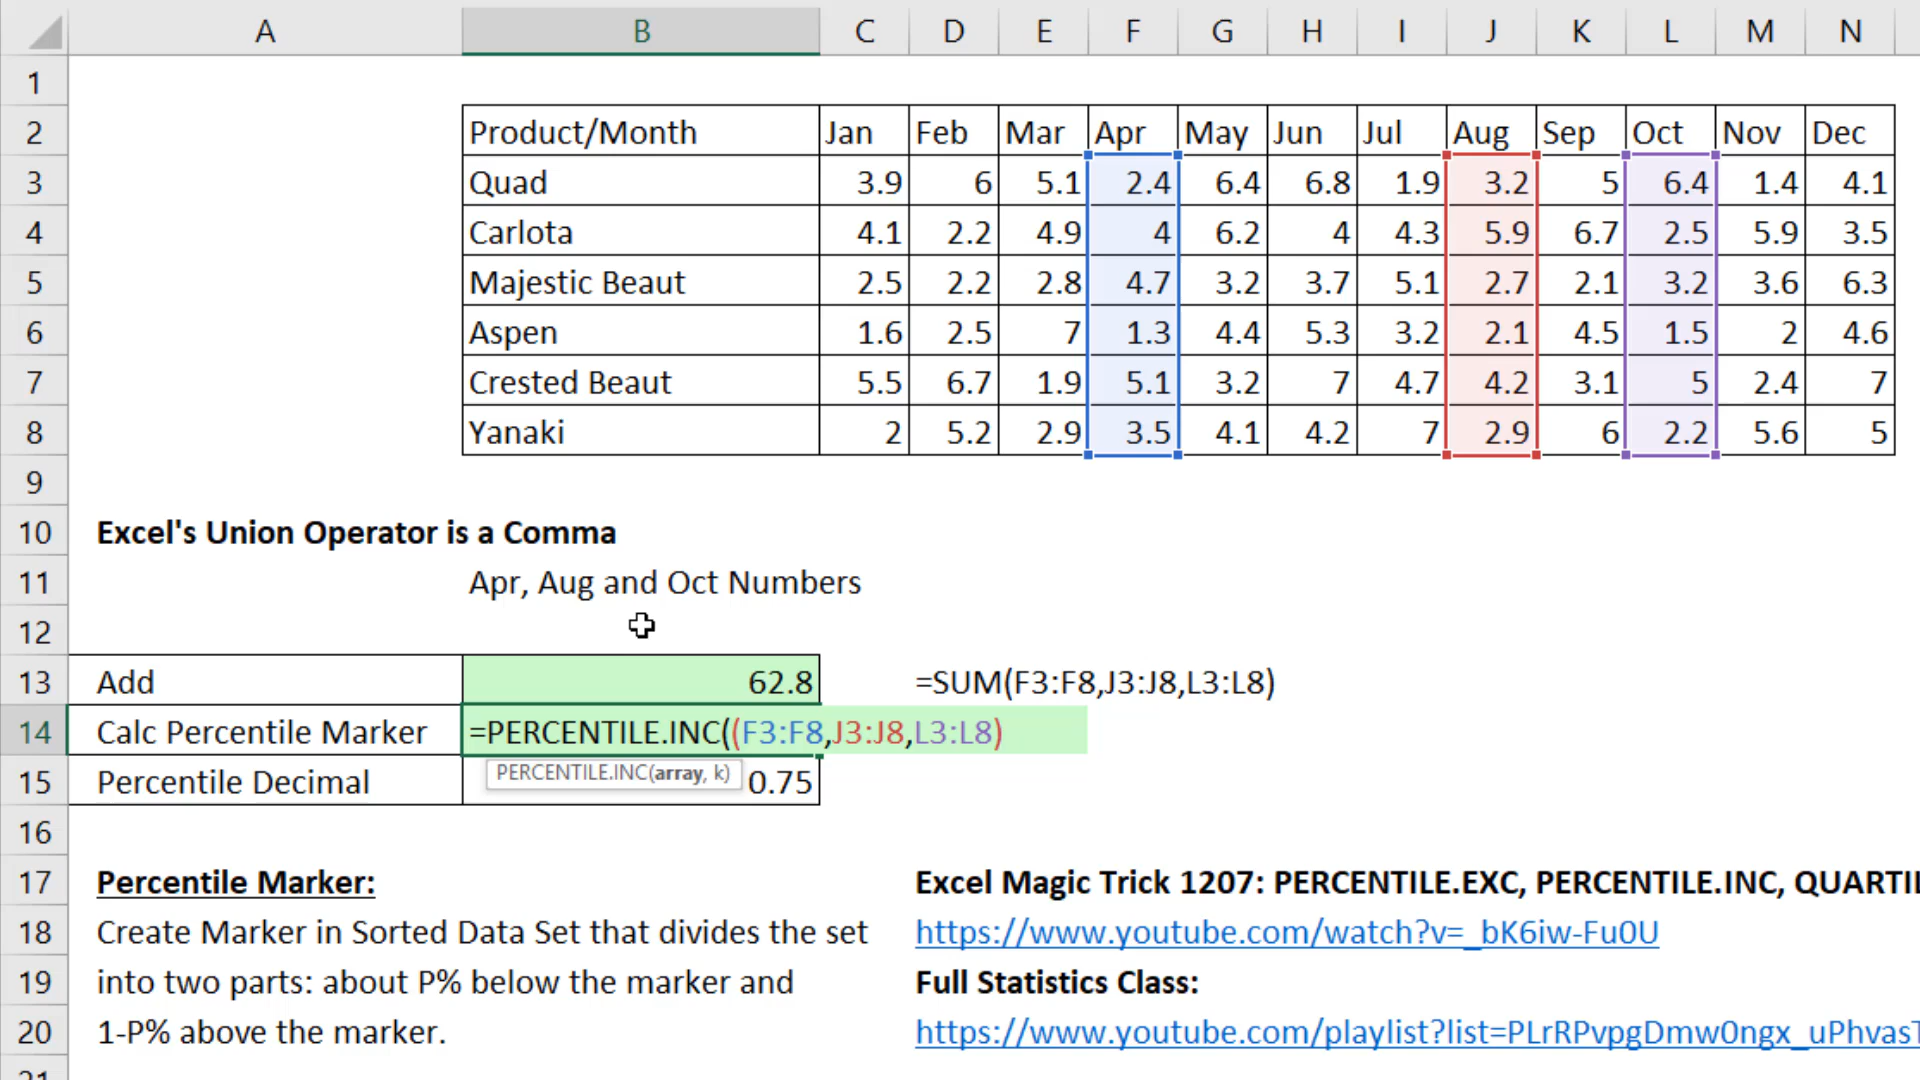 A B C D E F G H I J K L M N
1
2 Product/Month Jan Feb Mar Apr May Jun Jul Aug Sep Oct Nov Dec
3 Quad 3.9 6 5.1 2.4 6.4 6.8 1.9 3.2 5 6.4 1.4 4.1
4 Carlota 4.1 2.2 4.9 4 6.2 4 4.3 5.9 6.7 2.5 5.9 3.5
5 Majestic Beaut 2.5 2.2 2.8 4.7 3.2 3.7 5.1 2.7 2.1 3.2 3.6 6.3
6 Aspen 1.6 2.5 7 1.3 4.4 5.3 3.2 2.1 4.5 1.5 2 4.6
7 Crested Beaut 5.5 6.7 1.9 5.1 3.2 7 4.7 4.2 3.1 5 2.4 7
8 Yanaki 2 5.2 2.9 3.5 4.1 4.2 7 2.9 6 2.2 5.6 5
9
10 Excel's Union Operator is a Comma
11 Apr, Aug and Oct Numbers
12
13 Add 62.8 =SUM(F3:F8,J3:J8,L3:L8)
14 Calc Percentile Marker =PERCENTILE.INC((F3:F8,J3:J8,L3:L8)
PERCENTILE.INC(array, k)
15 Percentile Decimal 0.75
16
17 Percentile Marker: Excel Magic Trick 1207: PERCENTILE.EXC, PERCENTILE.INC, QUARTIL
18 Create Marker in Sorted Data Set that divides the set https://www.youtube.com/watch?v=_bK6iw-Fu0U
19 into two parts: about P% below the marker and Full Statistics Class:
20 1-P% above the marker. https://www.youtube.com/playlist?list=PLrRPvpgDmw0ngx_uPhvasT